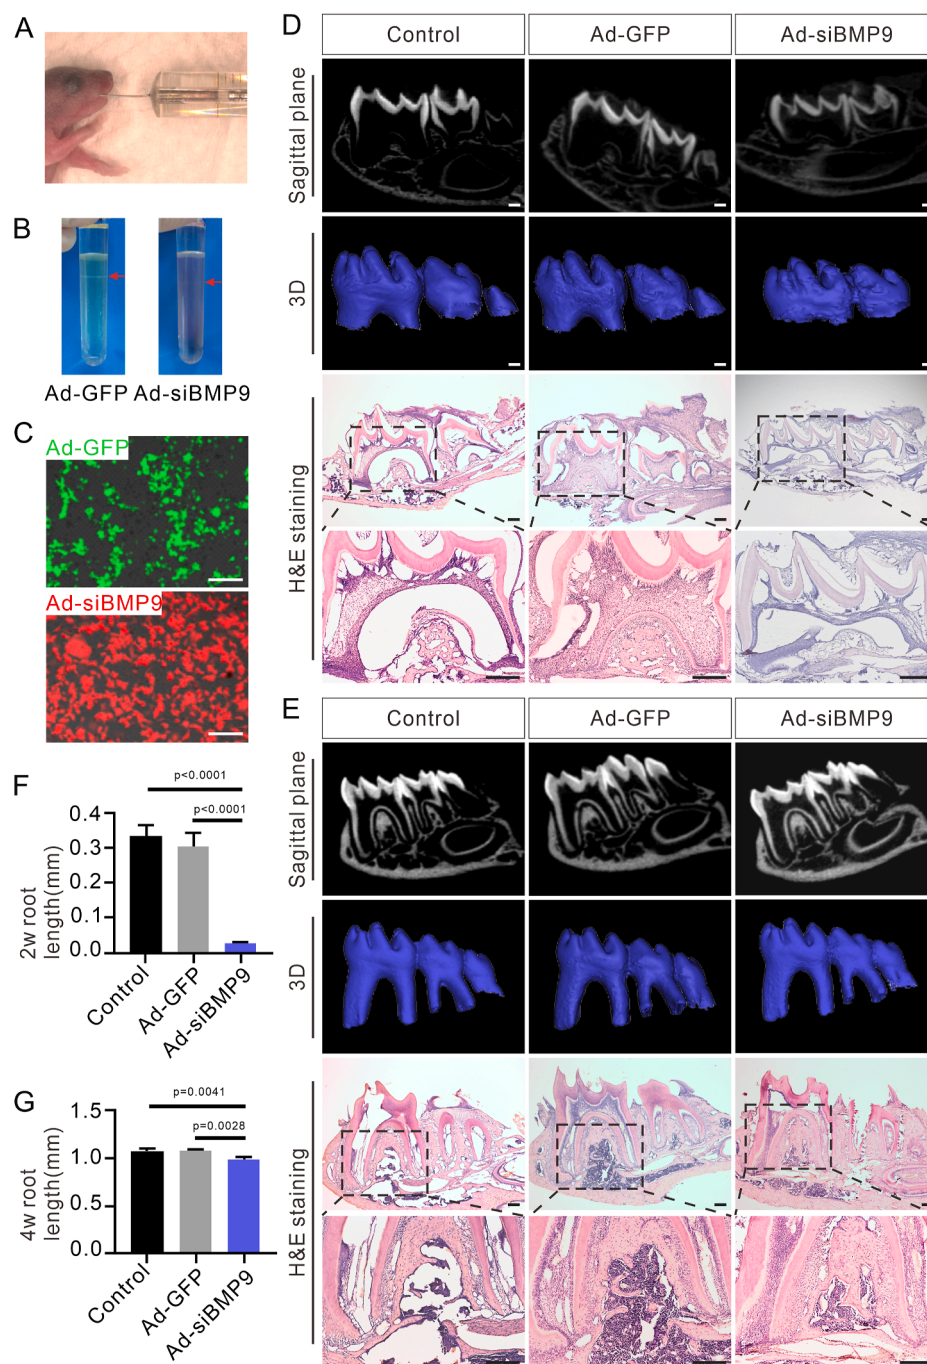 A
B
Ad-GFP Ad-siBMP9
C
Ad-GFP
Ad-siBMP9
D
Control Ad-GFP Ad-siBMP9
Sagittal plane
3D
H&E staining
E
Control Ad-GFP Ad-siBMP9
Sagittal plane
3D
H&E staining
F
p<0.0001
p<0.0001
2w root
length(mm)
0.4
0.3
0.2
0.1
0.0
Control
Ad-GFP
Ad-siBMP9
G
p=0.0041
p=0.0028
4w root
length(mm)
1.5
1.0
0.5
0.0
Control
Ad-GFP
Ad-siBMP9